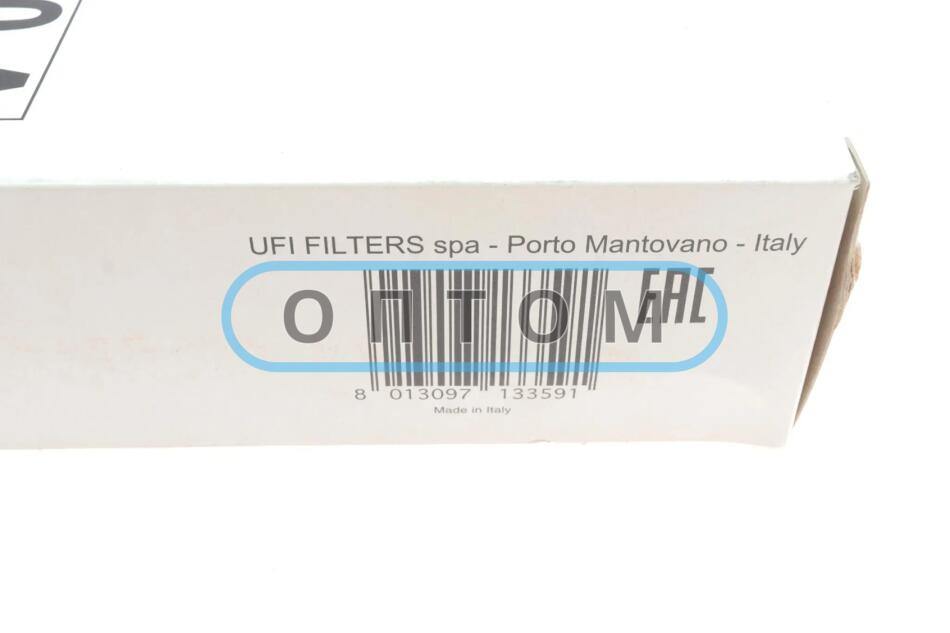 UFI FILTERS spa - Porto Mantovano - Italy
ОПТОМ
EAC
8 013097 133591
Made in Italy